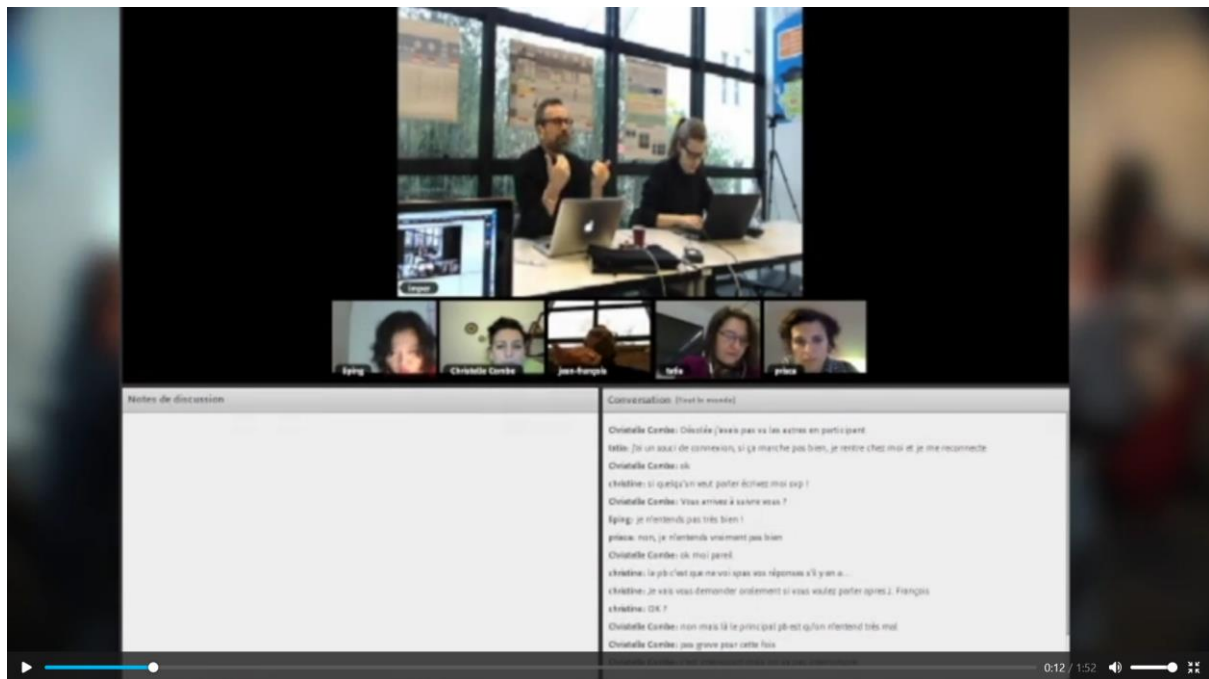 impec
liping
Christelle Combe
jean-françois
tatia
prisca
Notes de discussion
Conversation (Tout le monde)
Christelle Combe: Désolée j'avais pas vu les autres en participant
tatia: j'ai un souci de connexion, si ça marche pas bien, je rentre chez moi et je me reconnecte
Christelle Combe: ok
christine: si quelqu'un veut parler écrivez moi svp !
Christelle Combe: Vous arrivez à suivre vous ?
liping: je n'entends pas très bien !
prisca: non, je n'entends vraiment pas bien
Christelle Combe: ok moi pareil
christine: le pb c'est que ne voi spas vos réponses s'il y en a...
christine: Je vais vous demander oralement si vous voulez parler apres J. François
christine: OK ?
Christelle Combe: non mais là le principal pb est qu'on n'entend très mal
Christelle Combe: pas grave pour cette fois
0:12 / 1:52